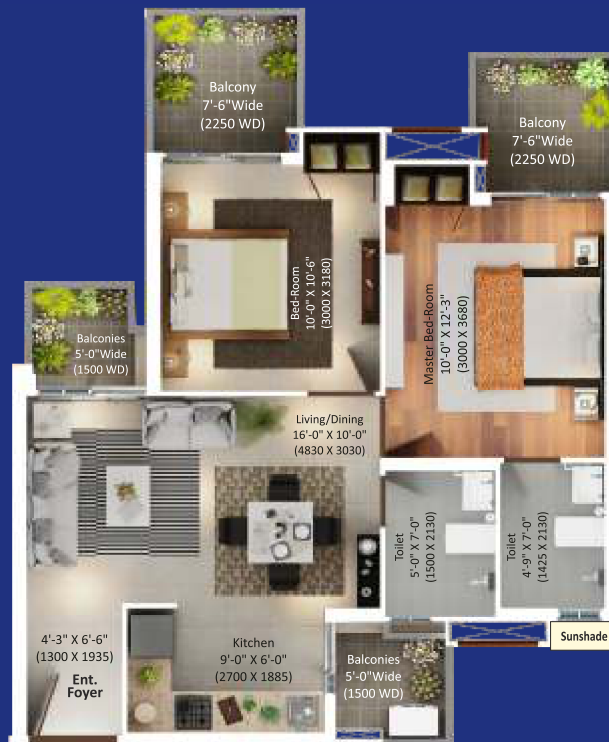 Balcony
7'-6"Wide
(2250 WD)
Balcony
7'-6"Wide
(2250 WD)
Bed-Room
10'-0" X 10'-6"
(3000 X 3180)
Master Bed-Room
10'-0" X 12'-3"
(3000 X 3680)
Balconies
5'-0"Wide
(1500 WD)
Living/Dining
16'-0" X 10'-0"
(4830 X 3030)
Toilet
5'-0" X 7'-0"
(1500 X 2130)
Toilet
4'-9" X 7'-0"
(1425 X 2130)
4'-3" X 6'-6"
(1300 X 1935)
Ent.
Foyer
Kitchen
9'-0" X 6'-0"
(2700 X 1885)
Balconies
5'-0"Wide
(1500 WD)
Sunshade